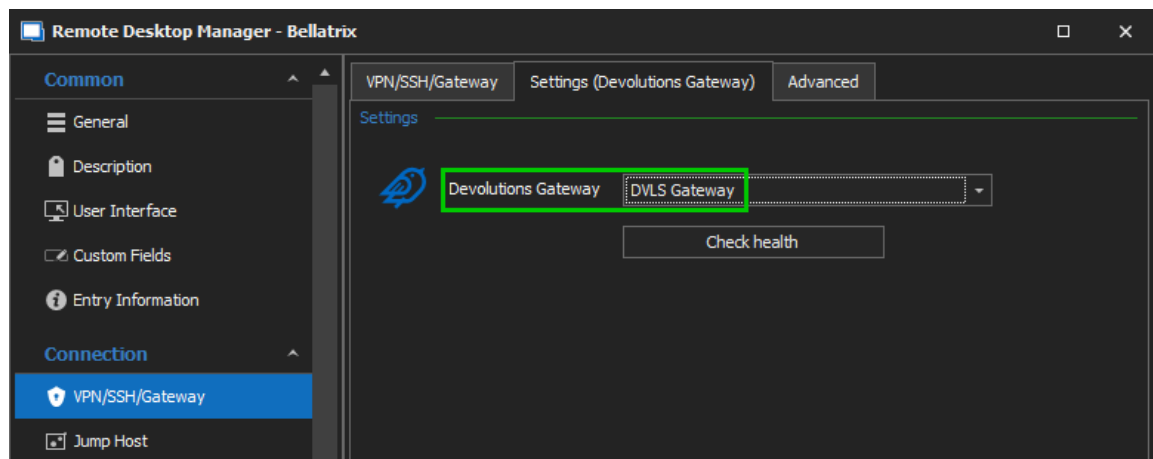 Remote Desktop Manager - Bellatrix
Common
General
Description
User Interface
Custom Fields
Entry Information
Connection
VPN/SSH/Gateway
Jump Host
VPN/SSH/Gateway
Settings (Devolutions Gateway)
Advanced
Settings
Devolutions Gateway
DVLS Gateway
Check health